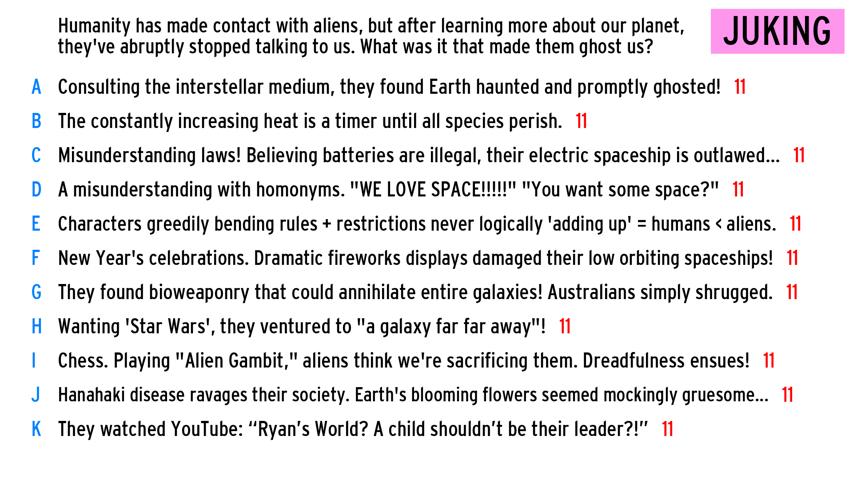 Humanity has made contact with aliens, but after learning more about our planet,
they've abruptly stopped talking to us. What was it that made them ghost us?
JUKING
A Consulting the interstellar medium, they found Earth haunted and promptly ghosted! 11
B The constantly increasing heat is a timer until all species perish. 11
C Misunderstanding laws! Believing batteries are illegal, their electric spaceship is outlawed... 11
D A misunderstanding with homonyms. "WE LOVE SPACE!!!!!" "You want some space?" 11
E Characters greedily bending rules + restrictions never logically 'adding up' = humans < aliens. 11
F New Year's celebrations. Dramatic fireworks displays damaged their low orbiting spaceships! 11
G They found bioweaponry that could annihilate entire galaxies! Australians simply shrugged. 11
H Wanting 'Star Wars', they ventured to "a galaxy far far away"! 11
I Chess. Playing "Alien Gambit," aliens think we're sacrificing them. Dreadfulness ensues! 11
J Hanahaki disease ravages their society. Earth's blooming flowers seemed mockingly gruesome... 11
K They watched YouTube: “Ryan’s World? A child shouldn’t be their leader?!” 11